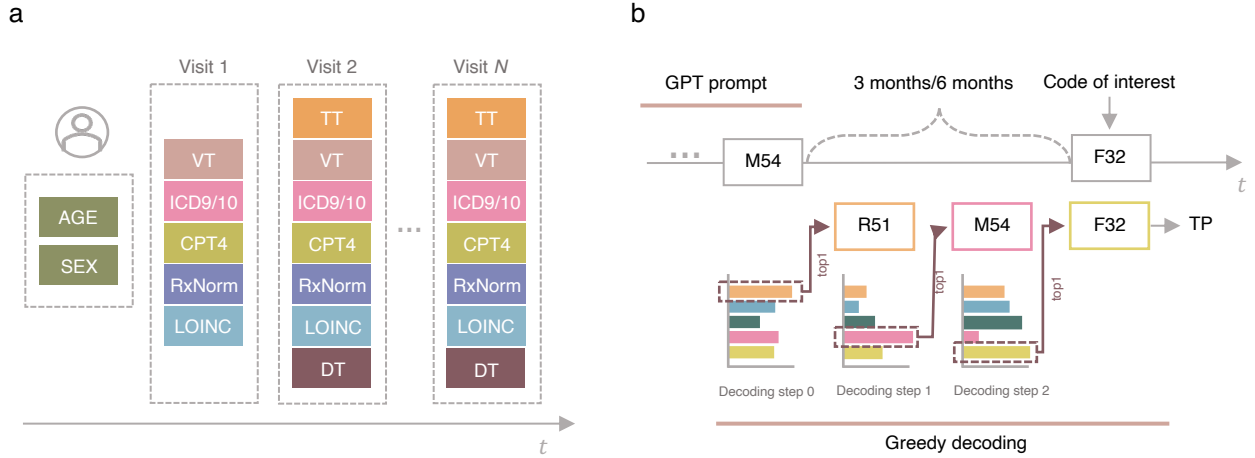 a
Visit 1
Visit 2
Visit N
AGE
SEX
VT
ICD9/10
CPT4
RxNorm
LOINC
TT
VT
ICD9/10
CPT4
RxNorm
LOINC
DT
...
TT
VT
ICD9/10
CPT4
RxNorm
LOINC
DT
t
b
GPT prompt
3 months/6 months
Code of interest
...
M54
F32
t
R51
M54
F32
TP
top1
top1
top1
Decoding step 0
Decoding step 1
Decoding step 2
Greedy decoding